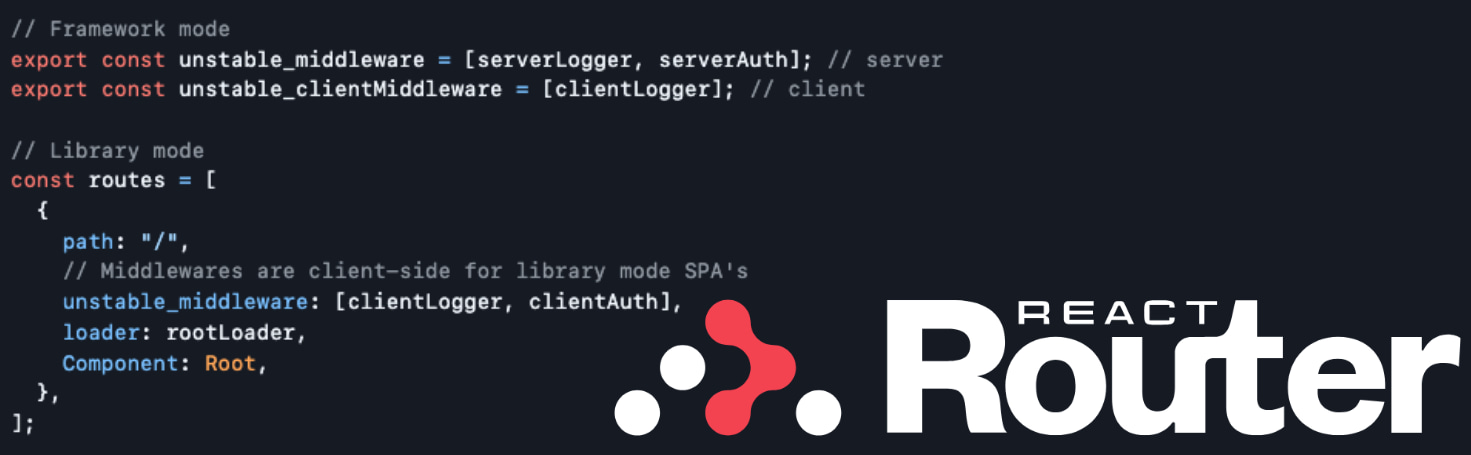 // Framework mode
export const unstable_middleware = [serverLogger, serverAuth]; // server
export const unstable_clientMiddleware = [clientLogger]; // client

// Library mode
const routes = [
  {
    path: "/",
    // Middlewares are client-side for library mode SPA's
    unstable_middleware: [clientLogger, clientAuth],
    loader: rootLoader,
    Component: Root,
  },
];
REACT
Router